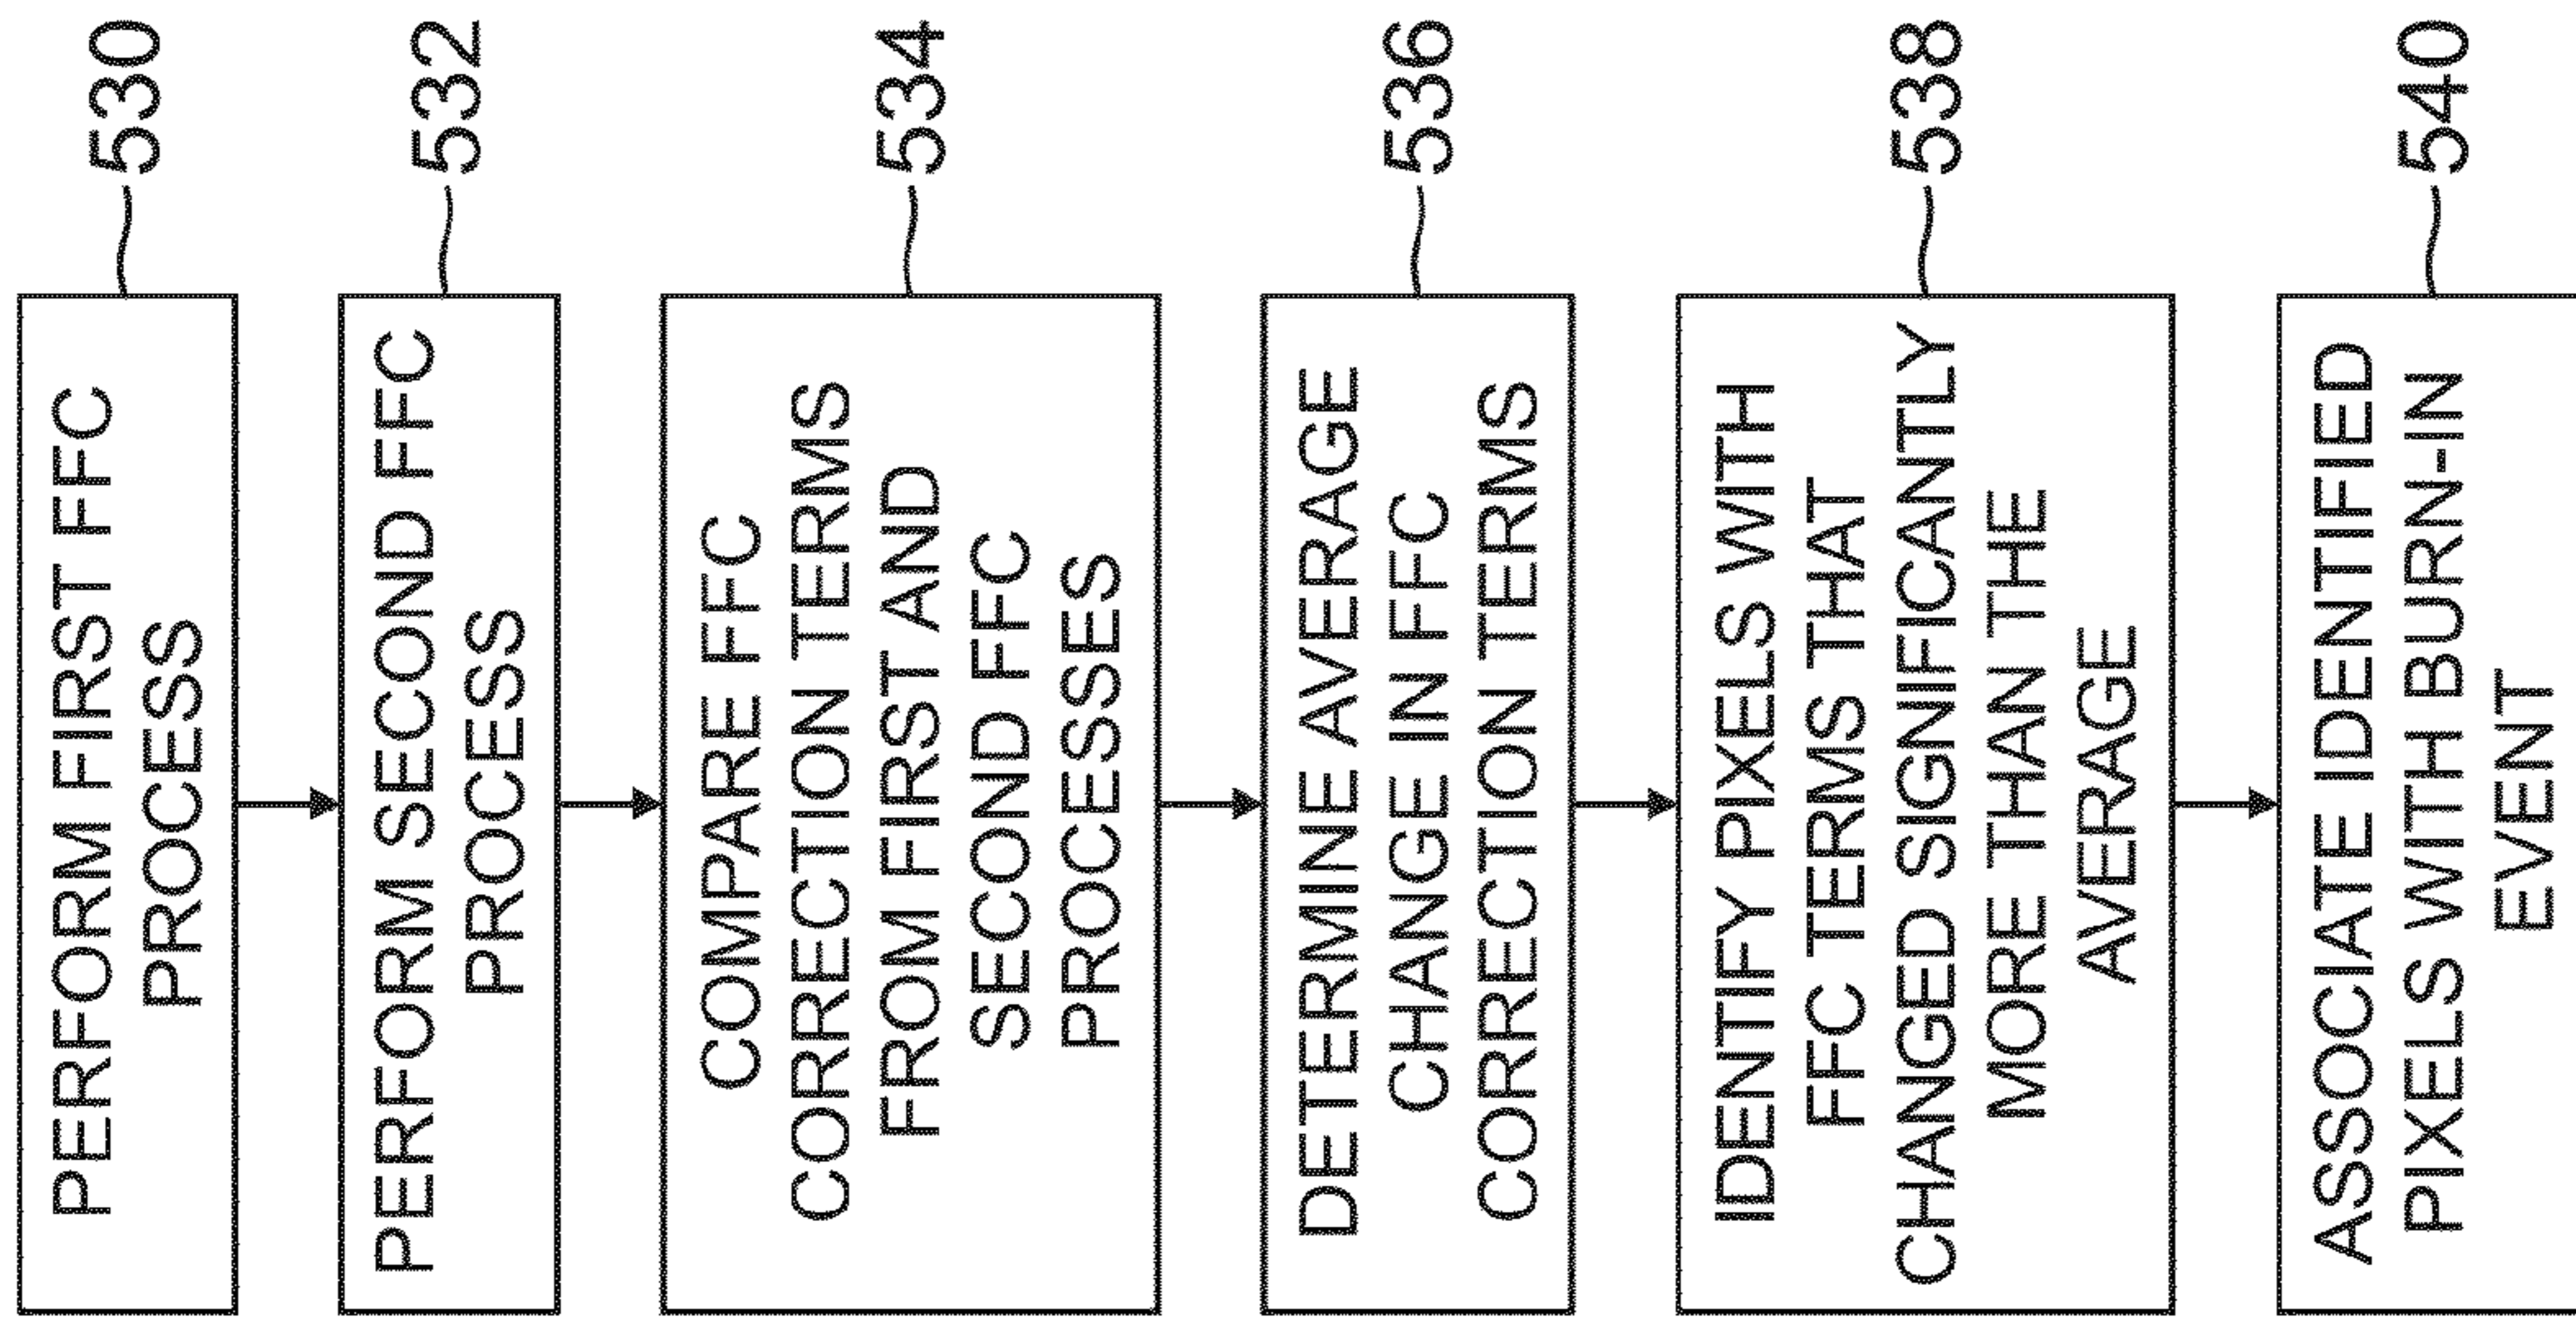 PERFORM FIRST FFC
PROCESS
530
PERFORM SECOND FFC
PROCESS
532
COMPARE FFC
CORRECTION TERMS
FROM FIRST AND
SECOND FFC
PROCESSES
534
DETERMINE AVERAGE
CHANGE IN FFC
CORRECTION TERMS
536
IDENTIFY PIXELS WITH
FFC TERMS THAT
CHANGED SIGNIFICANTLY
MORE THAN THE
AVERAGE
538
ASSOCIATE IDENTIFIED
PIXELS WITH BURN-IN
EVENT
540